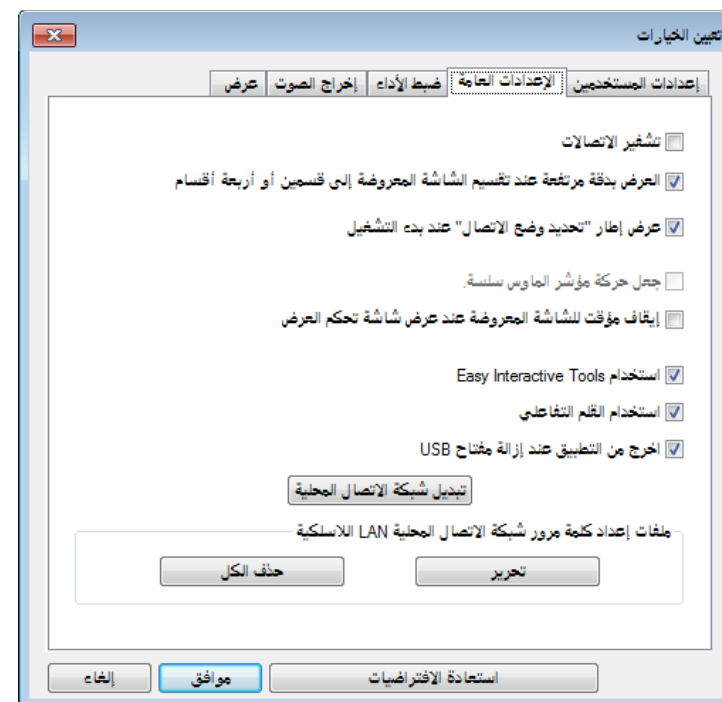 تعيين الخيارات
إعدادات المستخدمين الإعدادات العامة ضبط الأداء إخراج الصوت عرض
تشفير الاتصالات
العرض بدقة مرتفعة عند تقسيم الشاشة المعروضة إلى قسمين أو أربعة أقسام
عرض إطار "تحديد وضع الاتصال" عند بدء التشغيل
جعل حركة مؤشر الماوس سلسة.
إيقاف مؤقت للشاشة المعروضة عند عرض شاشة تحكم العرض
استخدام Easy Interactive Tools
استخدام القلم التفاعلي
اخرج من التطبيق عند إزالة مفتاح USB
تبديل شبكة الاتصال المحلية
ملفات إعداد كلمة مرور شبكة الاتصال المحلية LAN اللاسلكية
تحرير حذف الكل
استعادة الافتراضيات موافق إلغاء